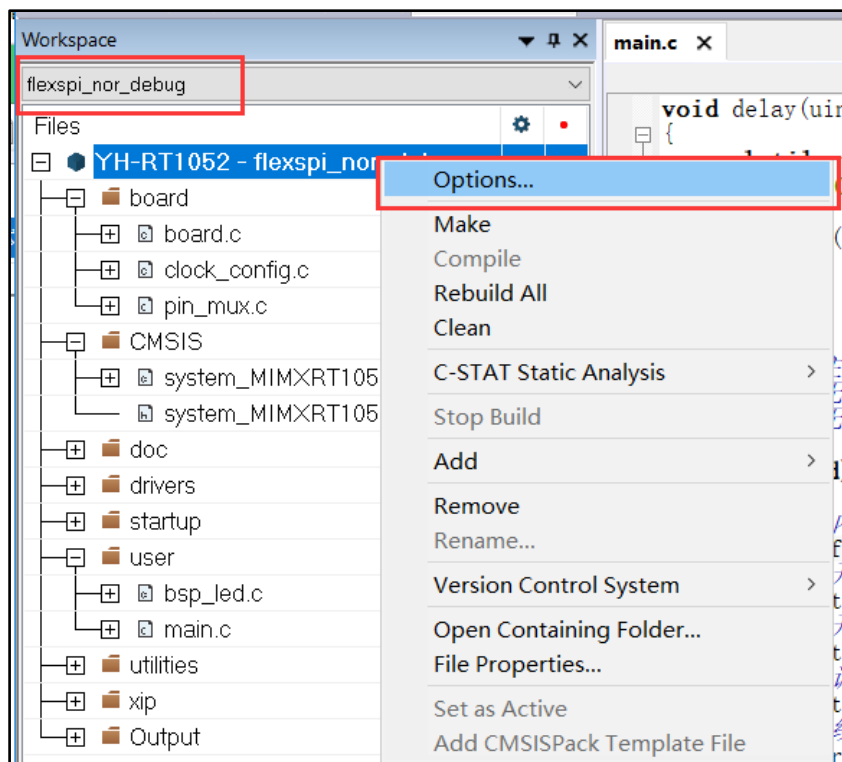 Workspace
main.c
flexspi_nor_debug
void delay(
Files
{
YH-RT1052 - flexspi_nor
Options...
board
Make
board.c
Compile
clock_config.c
Rebuild All
pin_mux.c
Clean
CMSIS
C-STAT Static Analysis
system_MIMXRT105
system_MIMXRT105
Stop Build
doc
Add
drivers
Remove
startup
Rename...
user
Version Control System
bsp_led.c
main.c
Open Containing Folder...
utilities
File Properties...
xip
Set as Active
Output
Add CMSISPack Template File